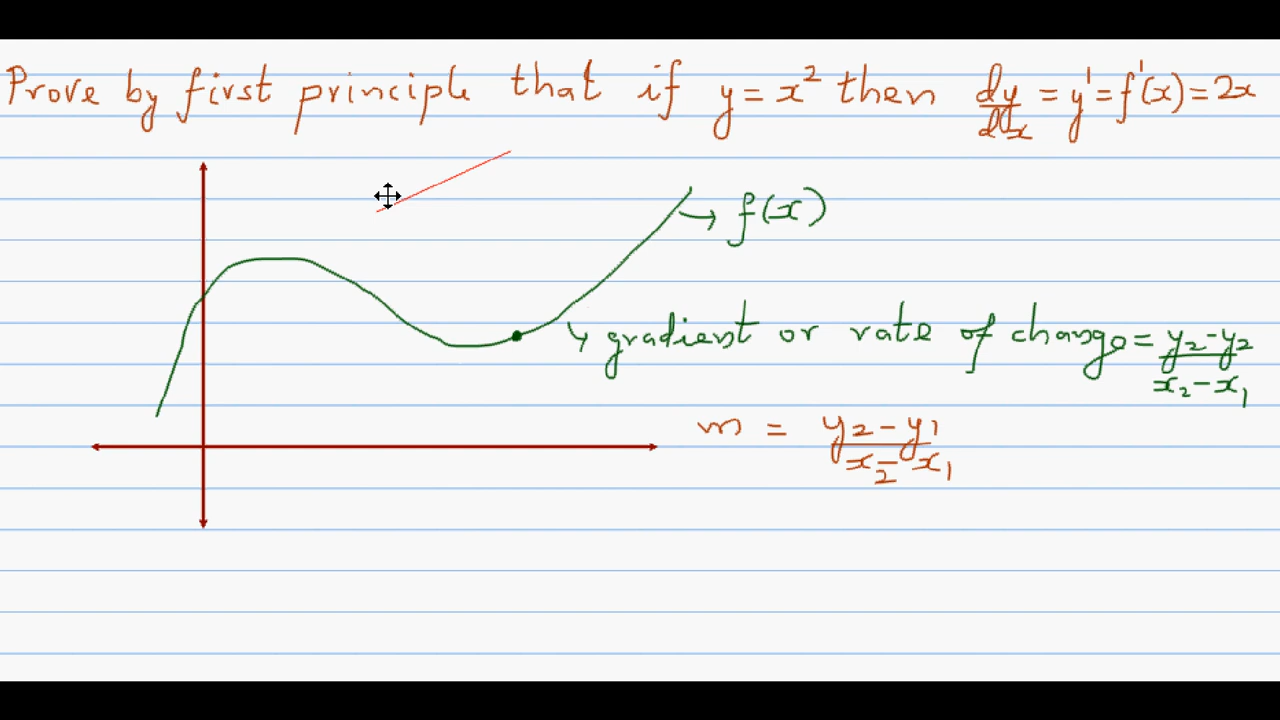 Prove by first principle that if y = x² then dy/dx = y' = f'(x) = 2x
→ f(x)
↳ gradient or rate of change = y₂-y₂/x₂-x₁
m = y₂-y₁/x₂-x₁